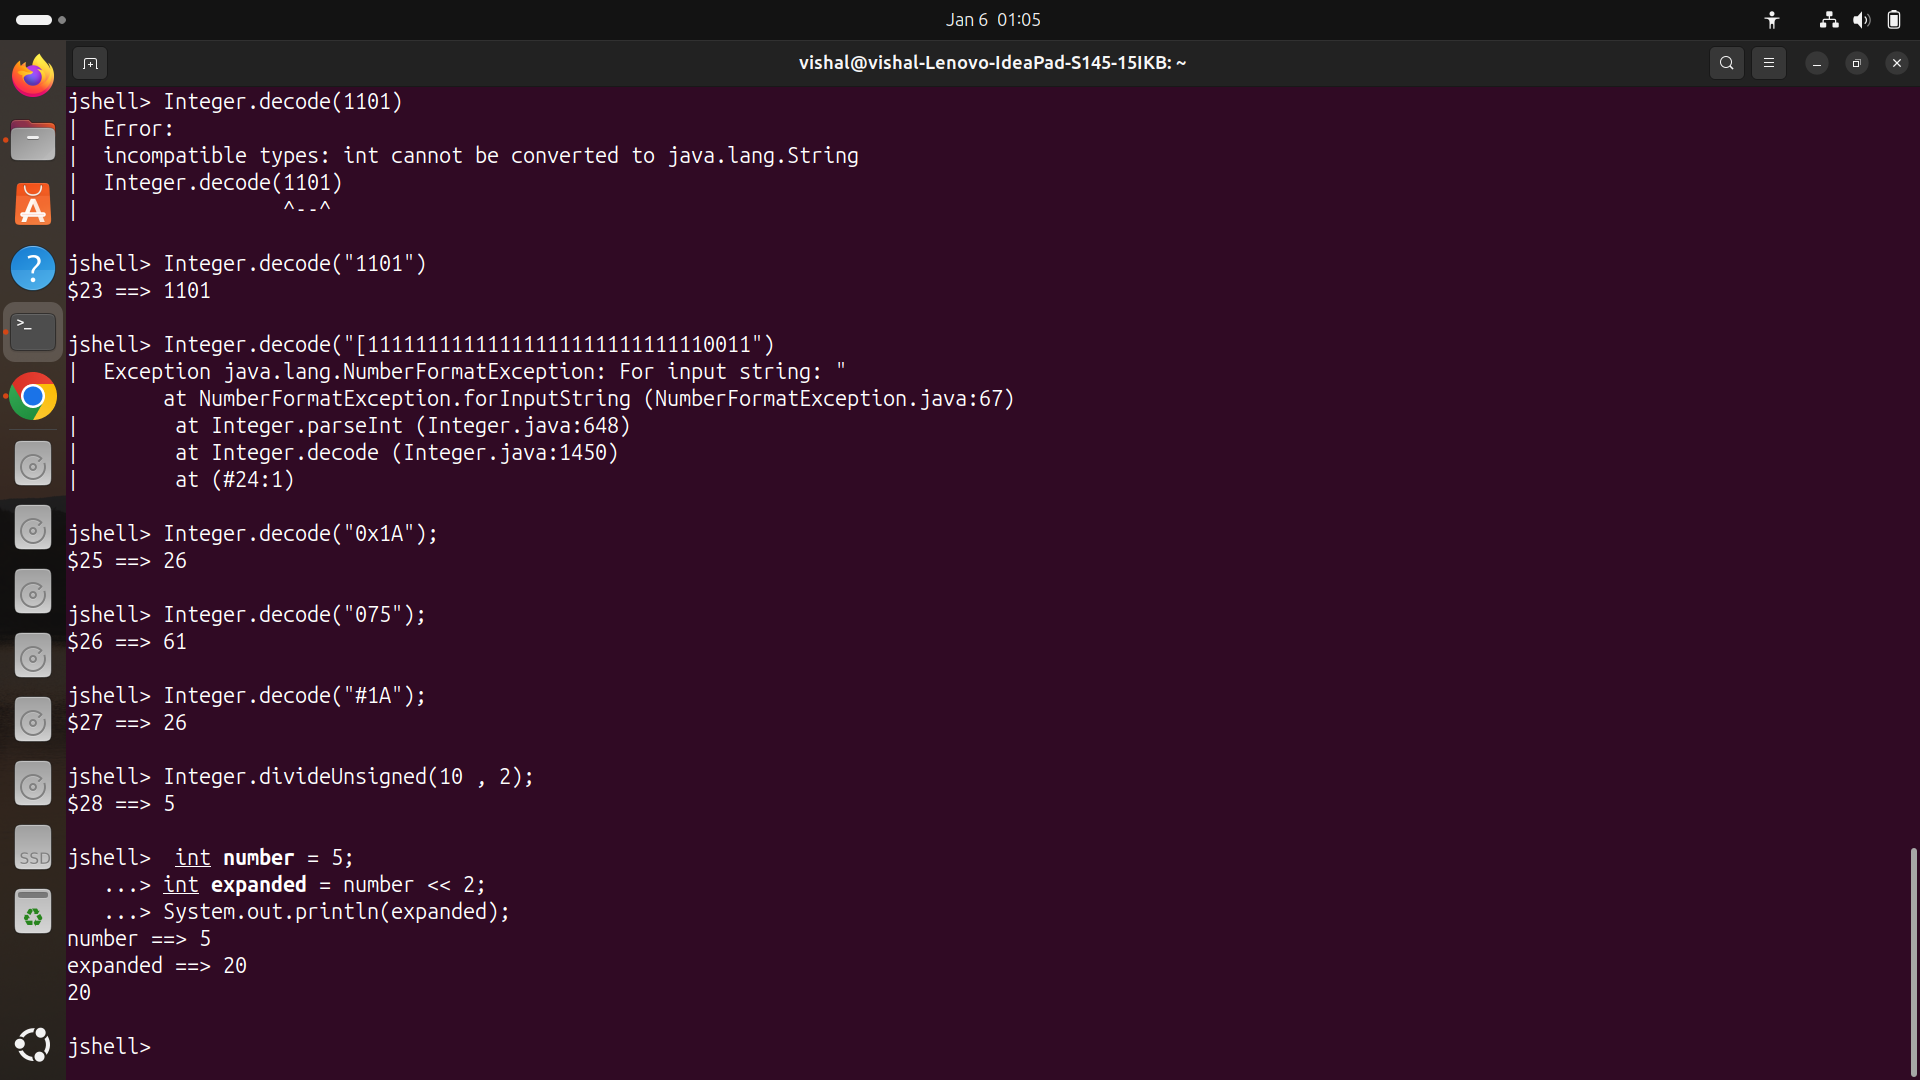 Jan 6 01:05
vishal@vishal-Lenovo-IdeaPad-S145-15IKB: ~
jshell> Integer.decode(1101)
| Error:
| incompatible types: int cannot be converted to java.lang.String
| Integer.decode(1101)
| ^--^
jshell> Integer.decode("1101")
$23 ==> 1101
jshell> Integer.decode("[1111111111111111111111111110011")
| Exception java.lang.NumberFormatException: For input string: "
at NumberFormatException.forInputString (NumberFormatException.java:67)
| at Integer.parseInt (Integer.java:648)
| at Integer.decode (Integer.java:1450)
| at (#24:1)
jshell> Integer.decode("0x1A");
$25 ==> 26
jshell> Integer.decode("075");
$26 ==> 61
jshell> Integer.decode("#1A");
$27 ==> 26
jshell> Integer.divideUnsigned(10 , 2);
$28 ==> 5
jshell> int number = 5;
...> int expanded = number << 2;
...> System.out.println(expanded);
number ==> 5
expanded ==> 20
20
jshell>
SSD